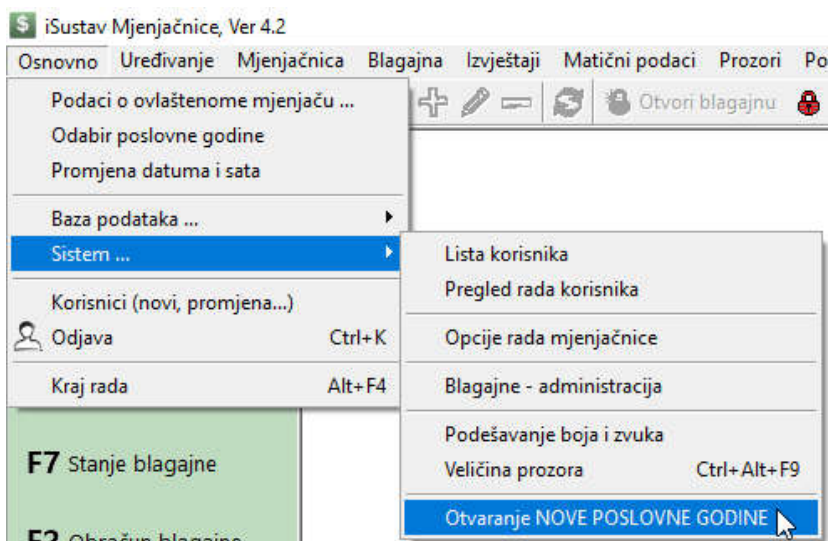 iSustav Mjenjačnice, Ver 4.2
Osnovno Uređivanje Mjenjačnica Blagajna Izvještaji Matični podaci Prozori Po
Otvori blagajnu
Podaci o ovlaštenome mjenjaču ...
Odabir poslovne godine
Promjena datuma i sata
Baza podataka ...
Sistem ...
Korisnici (novi, promjena...)
Odjava Ctrl+K
Kraj rada Alt+F4
Lista korisnika
Pregled rada korisnika
Opcije rada mjenjačnice
Blagajne - administracija
Podešavanje boja i zvuka
Veličina prozora Ctrl+Alt+F9
Otvaranje NOVE POSLOVNE GODINE
F7 Stanje blagajne
Obračun blagajne